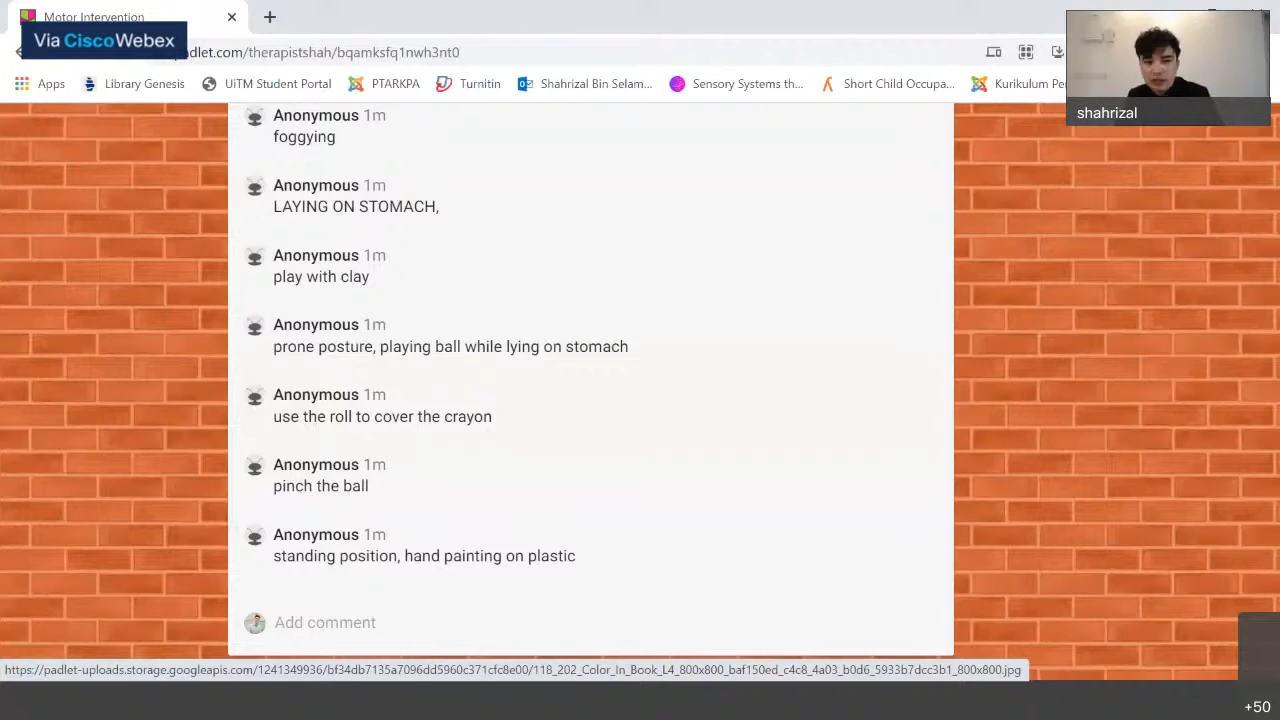 Motor Intervention
Via CiscoWebex
padlet.com/therapistshah/bqamksfq1nwh3nt0
Apps
Library Genesis
UiTM Student Portal
PTARKPA
Turnitin
Shahrizal Bin Selam...
Sensory Systems th...
Short Child Occupa...
Kurikulum Pe
shahrizal
Anonymous 1m
foggying
Anonymous 1m
LAYING ON STOMACH,
Anonymous 1m
play with clay
Anonymous 1m
prone posture, playing ball while lying on stomach
Anonymous 1m
use the roll to cover the crayon
Anonymous 1m
pinch the ball
Anonymous 1m
standing position, hand painting on plastic
Add comment
https://padlet-uploads.storage.googleapis.com/1241349936/bf34db7135a7096dd5960c371cfc8e00/118_202_Color_In_Book_L4_800x800_baf150ed_c4c8_4a03_b0d6_5933b7dcc3b1_800x800.jpg
+50